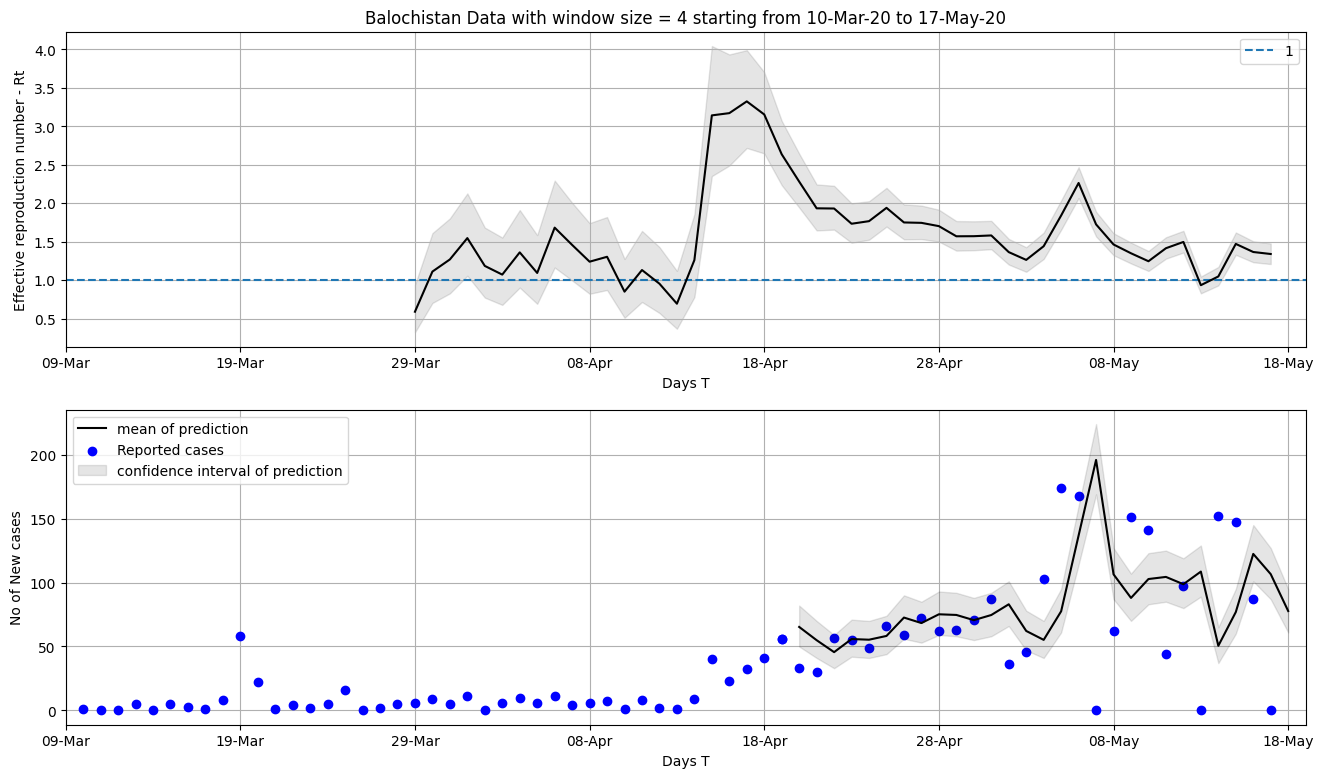 Balochistan Data with window size = 4 starting from 10-Mar-20 to 17-May-20
Effective reproduction number - Rt
4.0
3.5
3.0
2.5
2.0
1.5
1.0
0.5
1
09-Mar 19-Mar 29-Mar 08-Apr 18-Apr 28-Apr 08-May 18-May
Days T
No of New cases
200
150
100
50
0
mean of prediction
Reported cases
confidence interval of prediction
09-Mar 19-Mar 29-Mar 08-Apr 18-Apr 28-Apr 08-May 18-May
Days T